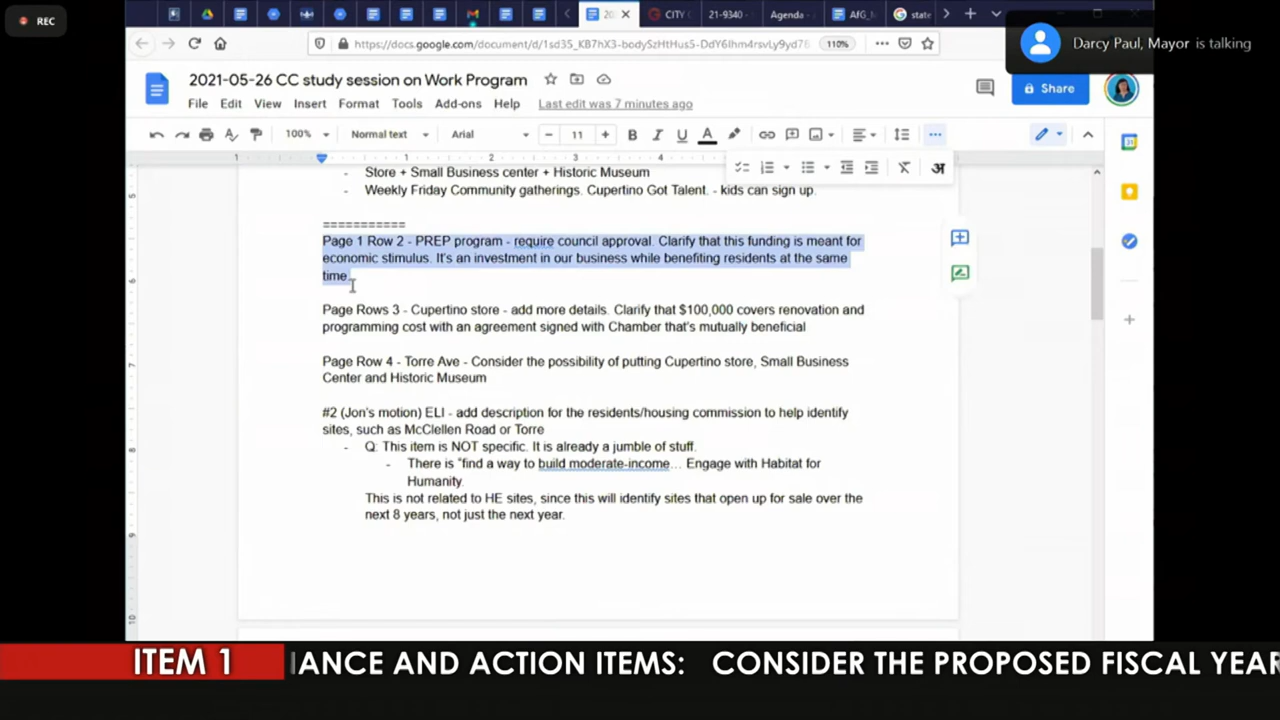 REC
CITY C
21-9340 -
Agenda -
AfG_
state
Darcy Paul, Mayor is talking
https://docs.google.com/document/d/1sd35_KB7hX3-bodySzHtHus5-DdY6Ihm4rsvLy9yd76
110%
2021-05-26 CC study session on Work Program
File Edit View Insert Format Tools Add-ons Help Last edit was 7 minutes ago
Share
100% Normal text Arial 11 B I U A
1 1 2 3 4
Store + Small Business center + Historic Museum
- Weekly Friday Community gatherings. Cupertino Got Talent. - kids can sign up.
===========
Page 1 Row 2 - PREP program - require council approval. Clarify that this funding is meant for
economic stimulus. It's an investment in our business while benefiting residents at the same
time.
Page Rows 3 - Cupertino store - add more details. Clarify that $100,000 covers renovation and
programming cost with an agreement signed with Chamber that's mutually beneficial
Page Row 4 - Torre Ave - Consider the possibility of putting Cupertino store, Small Business
Center and Historic Museum
#2 (Jon's motion) ELI - add description for the residents/housing commission to help identify
sites, such as McClellen Road or Torre
- Q: This item is NOT specific. It is already a jumble of stuff.
- There is "find a way to build moderate-income... Engage with Habitat for
Humanity.
This is not related to HE sites, since this will identify sites that open up for sale over the
next 8 years, not just the next year.
ITEM 1
IANCE AND ACTION ITEMS: CONSIDER THE PROPOSED FISCAL YEAR